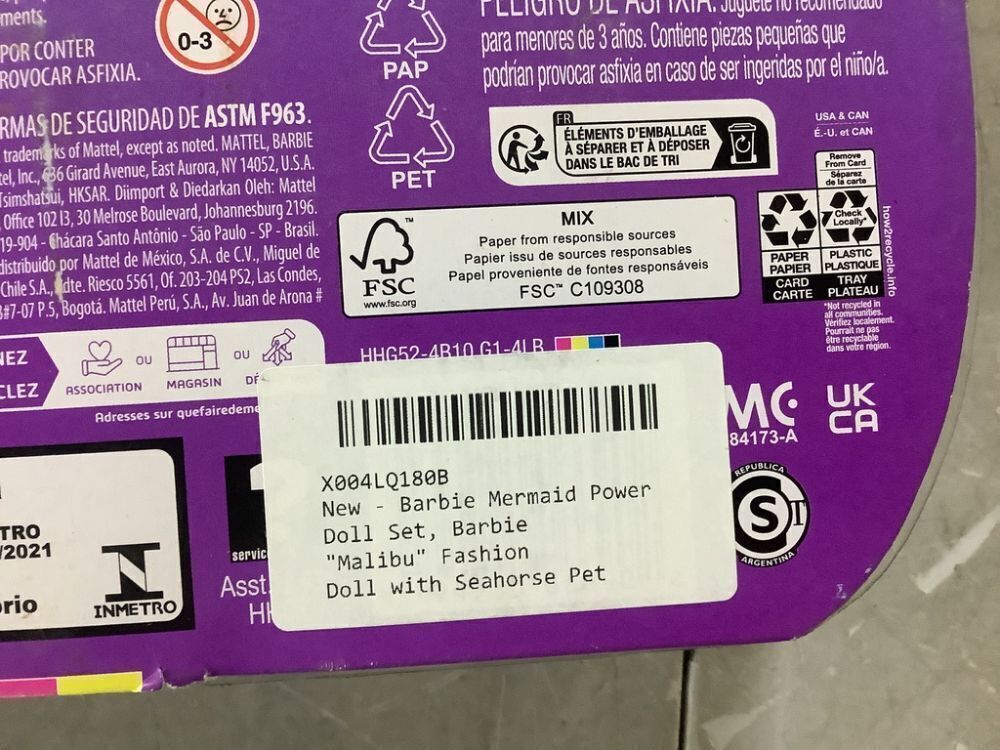 ments.
POR CONTER
ROVOCAR ASFIXIA.
0-3
PAP
PET
PELIGRO DE ASFIXIA. Juguete no recomendado
para menores de 3 años. Contiene piezas pequeñas que
podrían provocar asfixia en caso de ser ingeridas por el niño/a.
RMAS DE SEGURIDAD DE ASTM F963.
trademarks of Mattel, except as noted. MATTEL, BARBIE
tel, Inc., 636 Girard Avenue, East Aurora, NY 14052, U.S.A.
Tsimshatsui, HKSAR. Diimport & Diedarkan Oleh: Mattel
Office 102 I3, 30 Melrose Boulevard, Johannesburg 2196.
19-904 - Chácara Santo Antônio - São Paulo - SP - Brasil.
distribuido por Mattel de México, S.A. de C.V., Miguel de
Chile S.A., Avda. Riesco 5561, Of. 203-204 PS2, Las Condes,
3#7-07 P.5, Bogotá. Mattel Perú, S.A., Av. Juan de Arona #
FR
ÉLÉMENTS D'EMBALLAGE
À SÉPARER ET À DÉPOSER
DANS LE BAC DE TRI
USA & CAN
É.-U. et CAN
Remove
From Card
Séparez
de la carte
Check
Locally*
PAPER
PAPIER
PLASTIC
PLASTIQUE
CARD
CARTE
TRAY
PLATEAU
how2recycle.info
*Not recycled in
all communities.
Vérifiez localement.
Pourrait ne pas
être recyclable
dans votre région.
FSC
www.fsc.org
MIX
Paper from responsible sources
Papier issu de sources responsables
Papel proveniente de fontes responsáveis
FSC™ C109308
NEZ
CLEZ
ASSOCIATION
OU
MAGASIN
OU
DÉ
Adresses sur quefairedeme
HHG52-4B10 G1-4LB
X004LQ180B
New - Barbie Mermaid Power
Doll Set, Barbie
"Malibu" Fashion
Doll with Seahorse Pet
MC
84173-A
UK
CA
REPUBLICA
S T
ARGENTINA
TRO
/2021
orio
INMETRO
1
servic
Asst.
HH